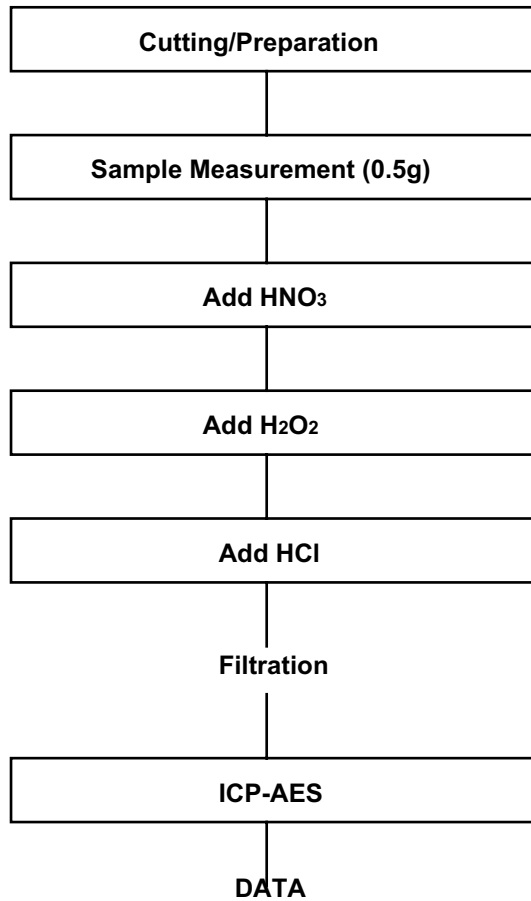 Cutting/Preparation
Sample Measurement (0.5g)
Add HNO3
Add H2O2
Add HCl
Filtration
ICP-AES
DATA